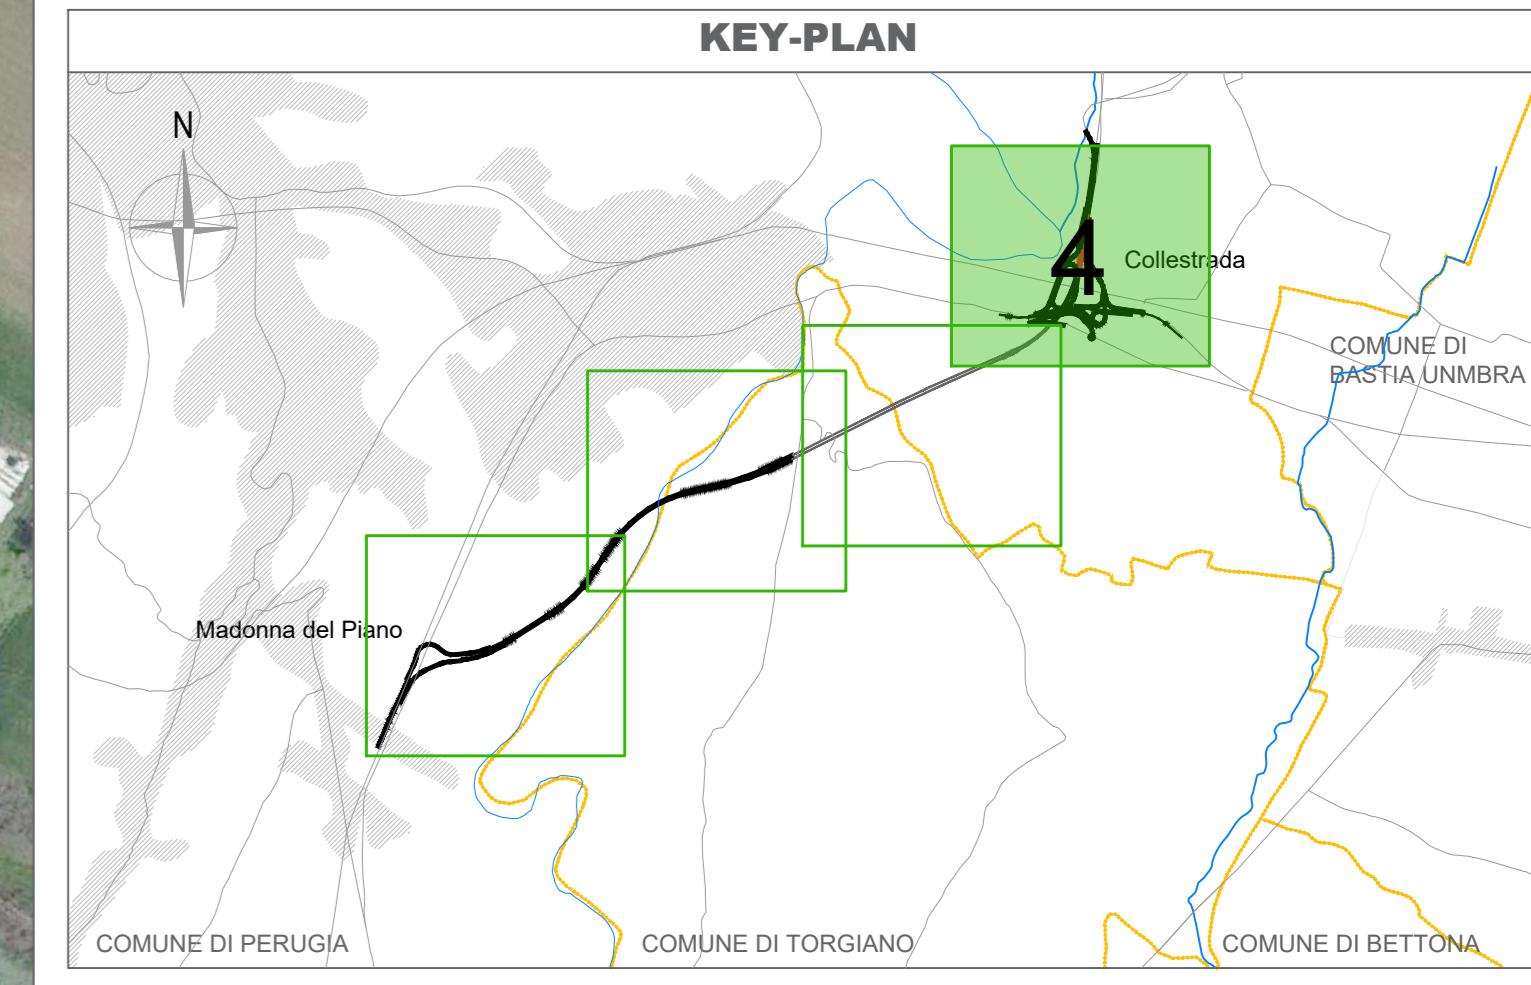 KEY-PLAN
N
4
Collestrada
COMUNE DI
BASTIA UNMBRA
Madonna del Piano
COMUNE DI PERUGIA
COMUNE DI TORGIANO
COMUNE DI BETTONA